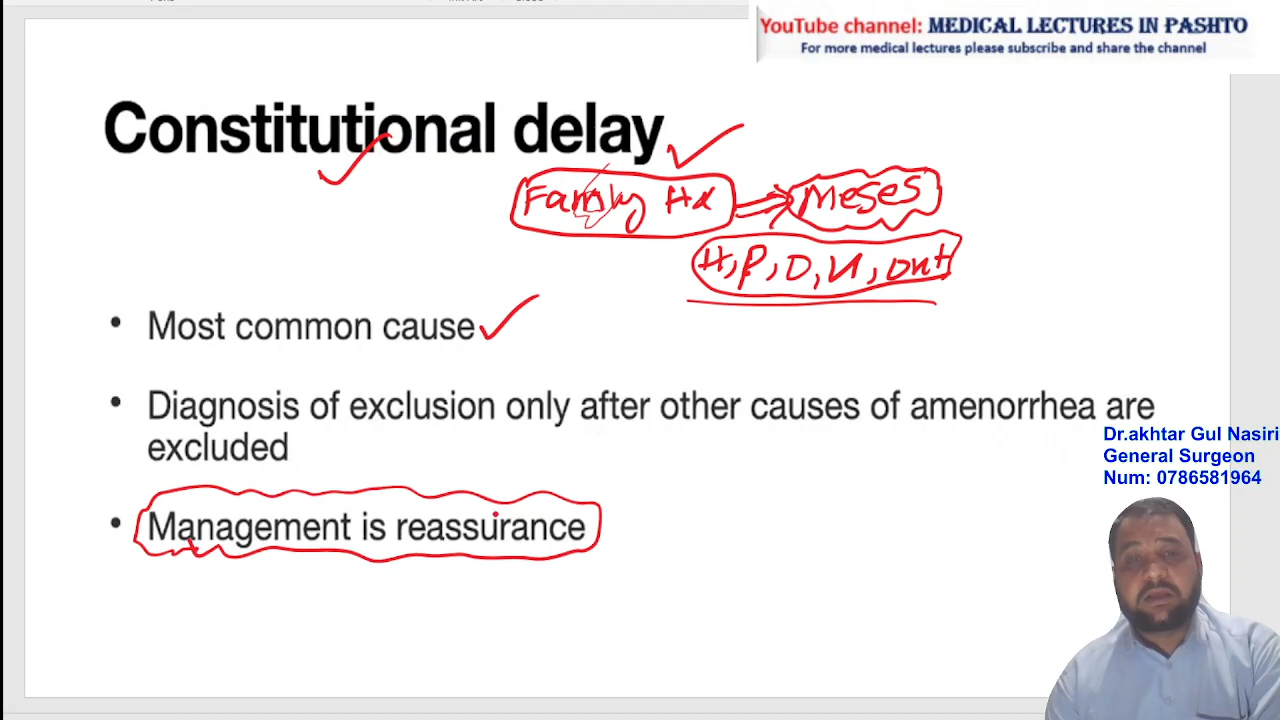 YouTube channel: MEDICAL LECTURES IN PASHTO
For more medical lectures please subscribe and share the channel
Constitutional delay
Family Hx
Meses
H, P, O, U, out
• Most common cause
• Diagnosis of exclusion only after other causes of amenorrhea are
excluded
Dr.akhtar Gul Nasiri
General Surgeon
Num: 0786581964
• Management is reassurance